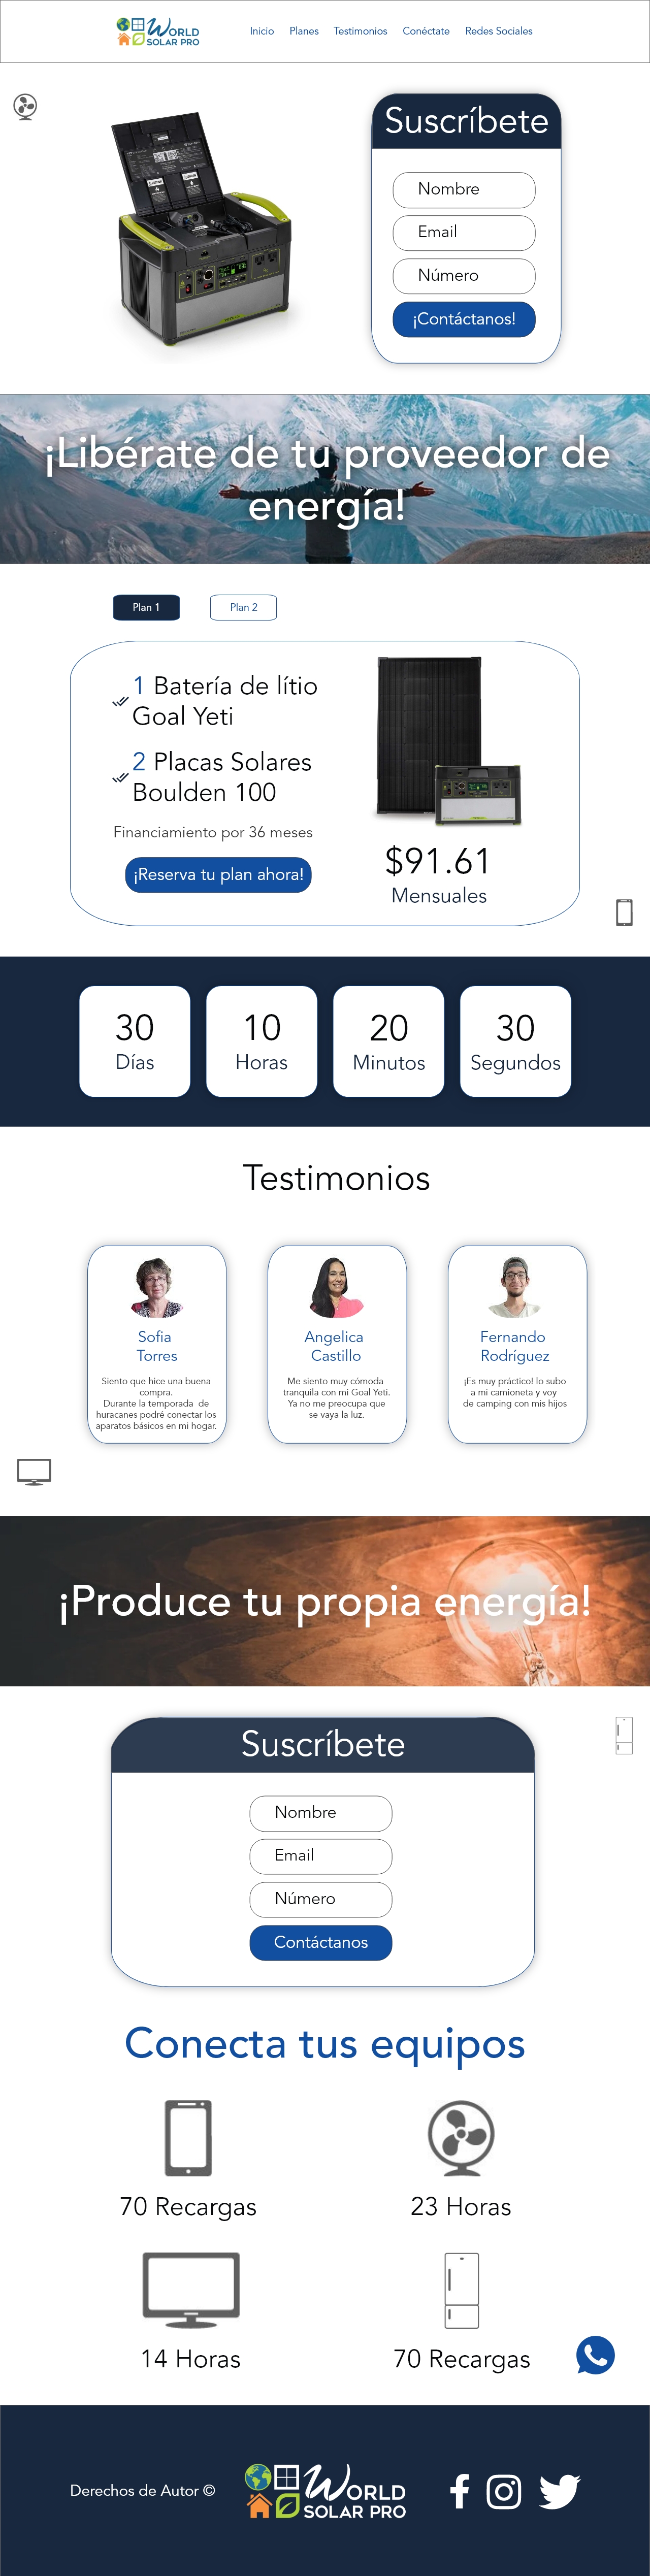 WORLD
SOLAR PRO
Inicio
Planes
Testimonios
Conéctate
Redes Sociales
Suscríbete
Nombre
Email
Número
¡Contáctanos!
¡Libérate de tu proveedor de
energía!
Plan 1
Plan 2
1 Batería de lítio
Goal Yeti
2 Placas Solares
Boulden 100
Financiamiento por 36 meses
¡Reserva tu plan ahora!
$91.61
Mensuales
30
Días
10
Horas
20
Minutos
30
Segundos
Testimonios
Sofia
Torres
Siento que hice una buena
compra.
Durante la temporada de
huracanes podré conectar los
aparatos básicos en mi hogar.
Angelica
Castillo
Me siento muy cómoda
tranquila con mi Goal Yeti.
Ya no me preocupa que
se vaya la luz.
Fernando
Rodríguez
¡Es muy práctico! lo subo
a mi camioneta y voy
de camping con mis hijos
¡Produce tu propia energía!
Suscríbete
Nombre
Email
Número
Contáctanos
Conecta tus equipos
70 Recargas
23 Horas
14 Horas
70 Recargas
Derechos de Autor ©
WORLD
SOLAR PRO